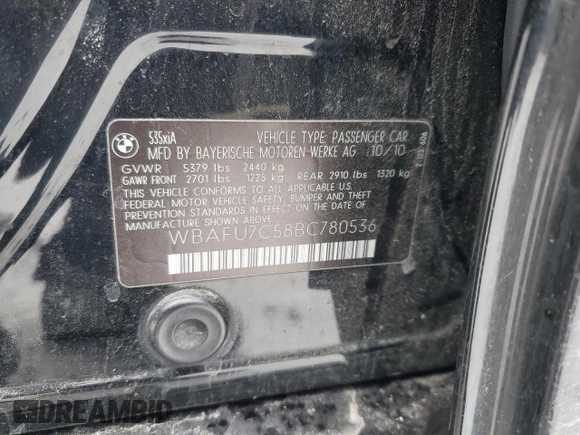 BMW
535xiA VEHICLE TYPE: PASSENGER CAR
MFD BY BAYERISCHE MOTOREN WERKE AG 10/10
GVWR 5379 lbs 2440 kg
GAWR FRONT 2701 lbs 1225 kg REAR 2910 lbs 1320 kg
THIS VEHICLE CONFORMS TO ALL APPLICABLE U.S.
FEDERAL MOTOR VEHICLE SAFETY, BUMPER AND THEFT
PREVENTION STANDARDS IN EFFECT ON THE DATE OF
MANUFACTURE SHOWN ABOVE.
WBAFU7C58BC780536
DREAMBID